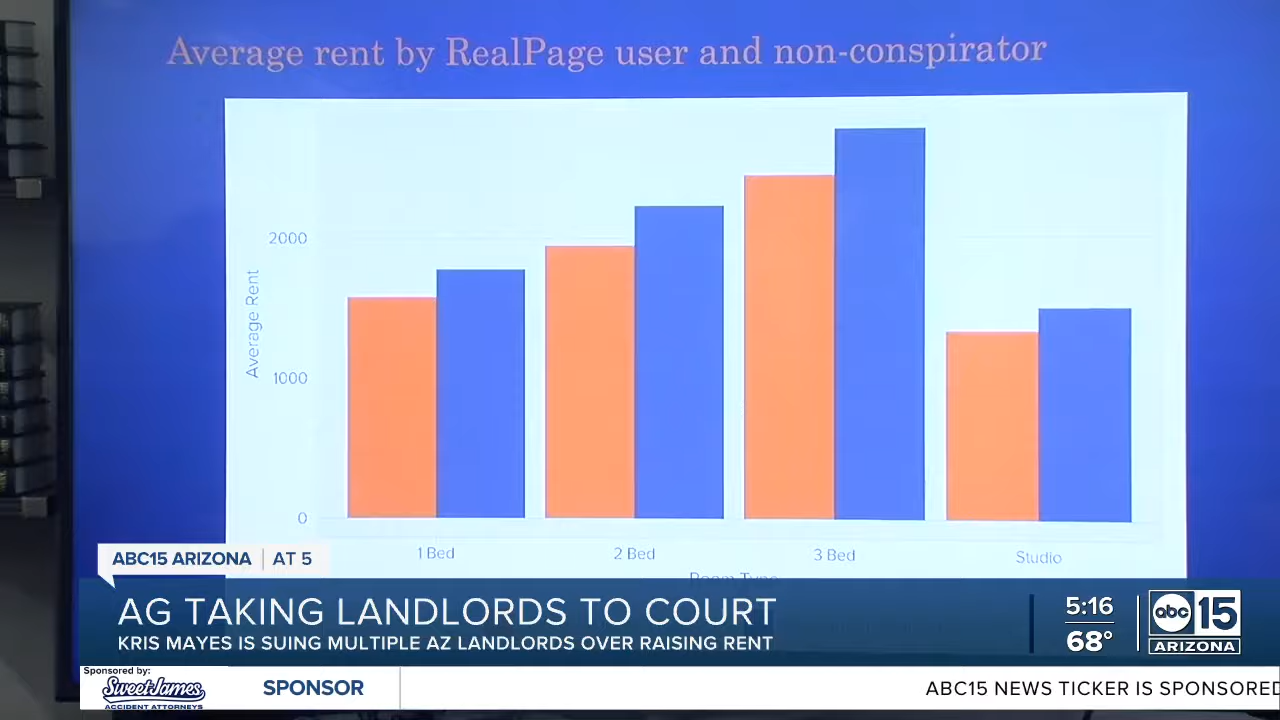 Average rent by RealPage user and non-conspirator
2000
Average Rent
1000
0
1 Bed
2 Bed
3 Bed
Studio
Room Type
ABC15 ARIZONA | AT 5
AG TAKING LANDLORDS TO COURT
KRIS MAYES IS SUING MULTIPLE AZ LANDLORDS OVER RAISING RENT
5:16
68°
abc 15
ARIZONA
Sponsored by:
Sweet James
ACCIDENT ATTORNEYS
SPONSOR
ABC15 NEWS TICKER IS SPONSORED